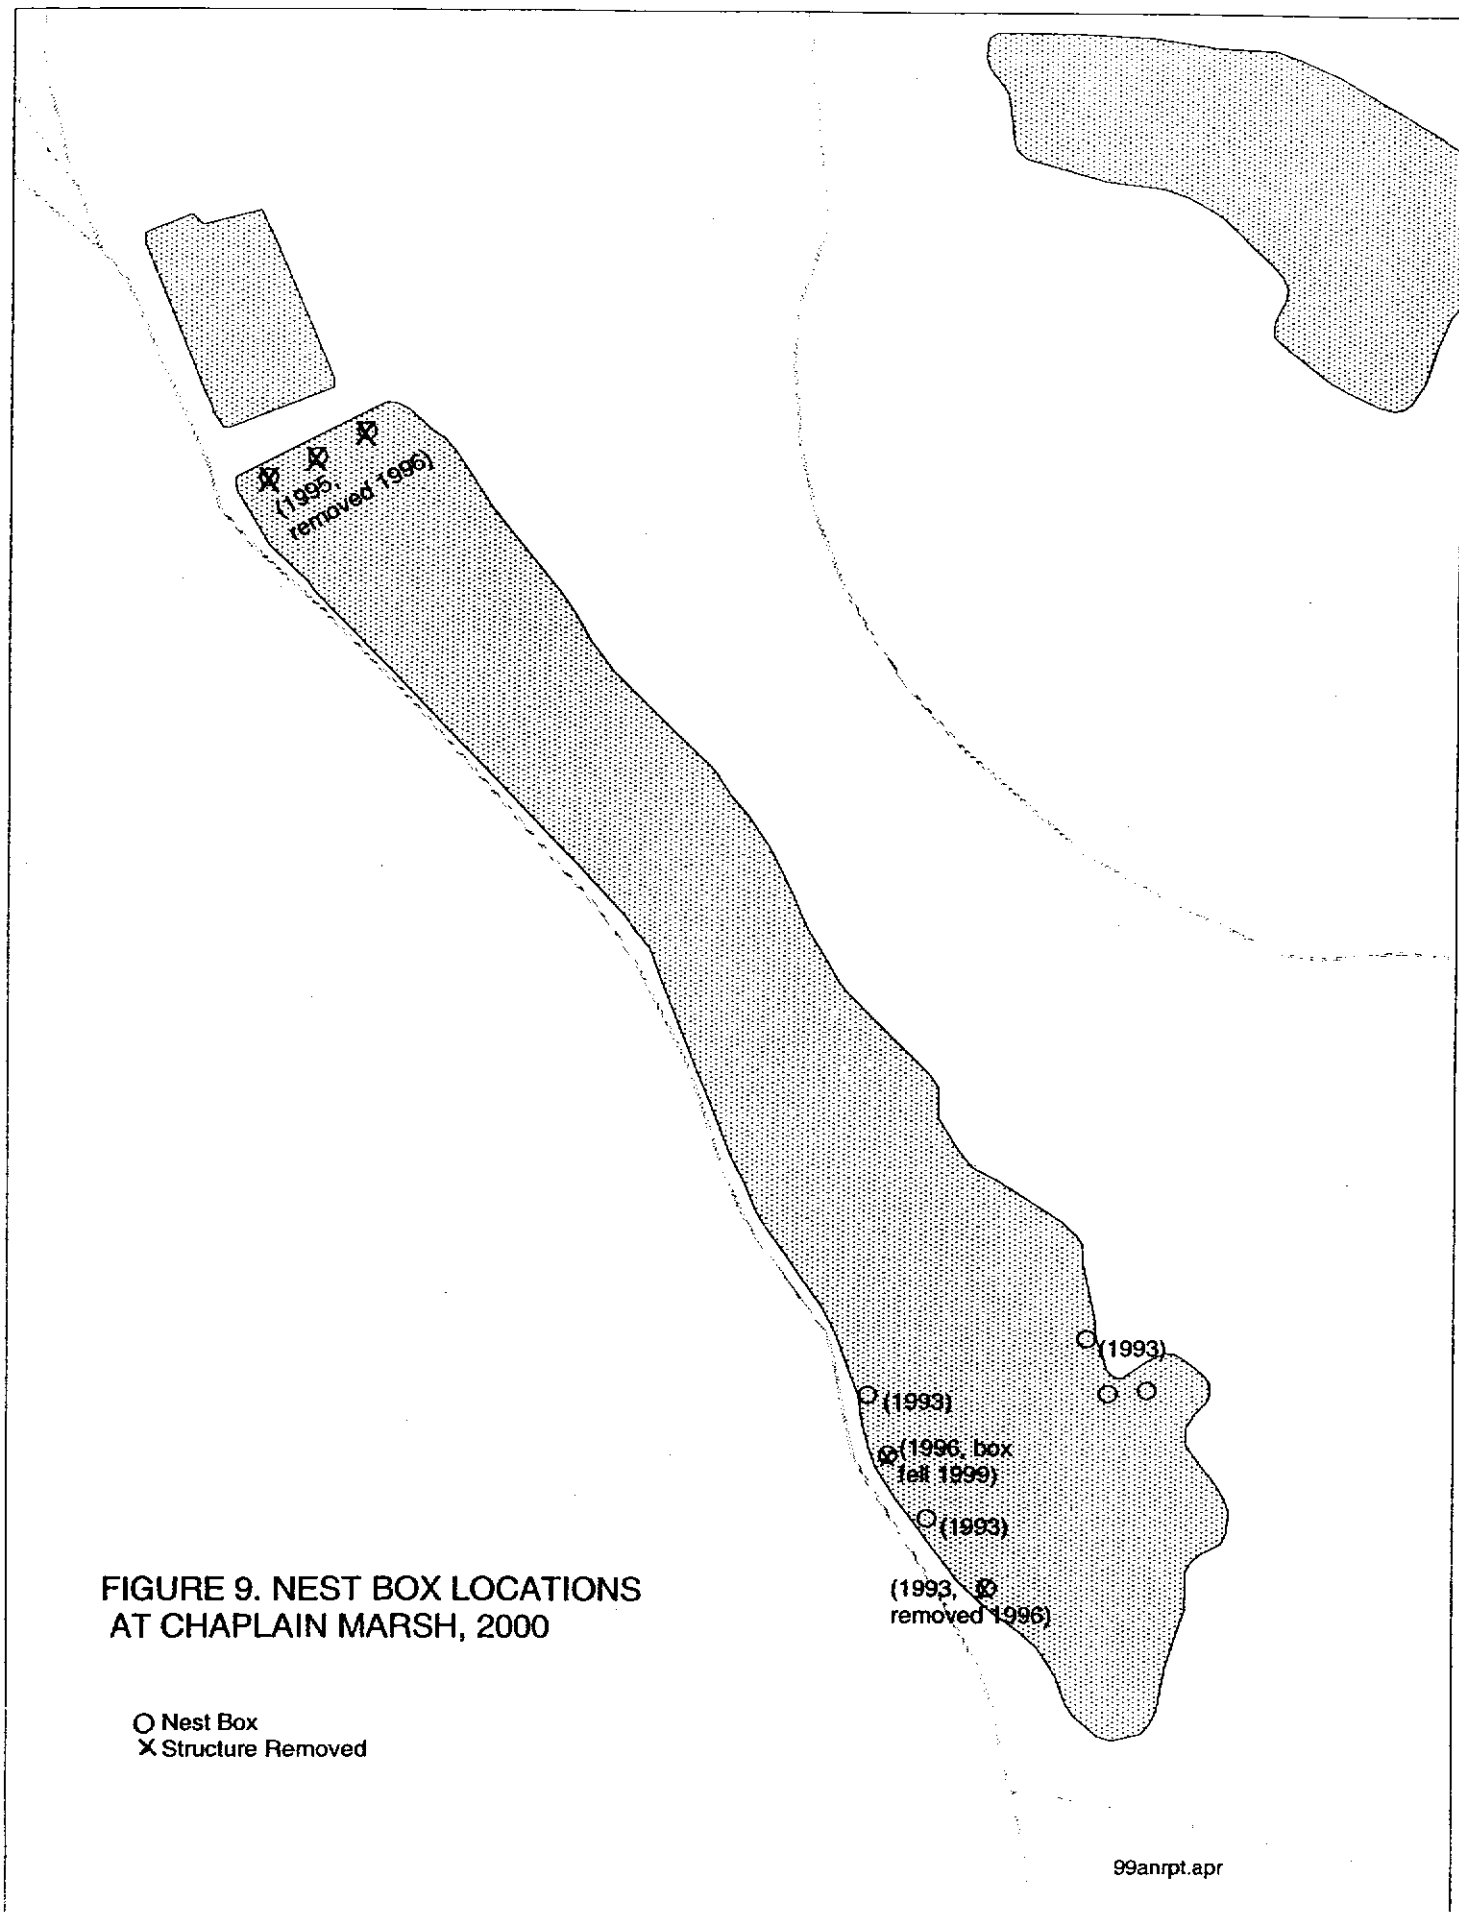 (1995,
removed 1996)
(1993)
(1993)
(1996, box
fell 1999)
(1993)
(1993,
removed 1996)
FIGURE 9. NEST BOX LOCATIONS
AT CHAPLAIN MARSH, 2000
Nest Box
Structure Removed
99anrpt.apr